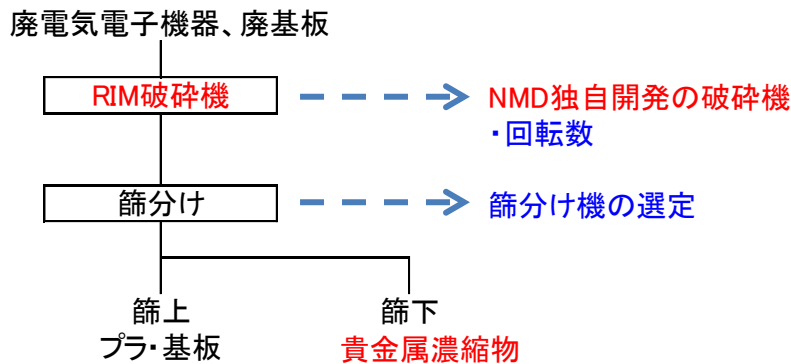 廃電気電子機器、廃基板
RIM破砕機
NMD独自開発の破砕機
・回転数
篩分け
篩分け機の選定
篩上
プラ・基板
篩下
貴金属濃縮物